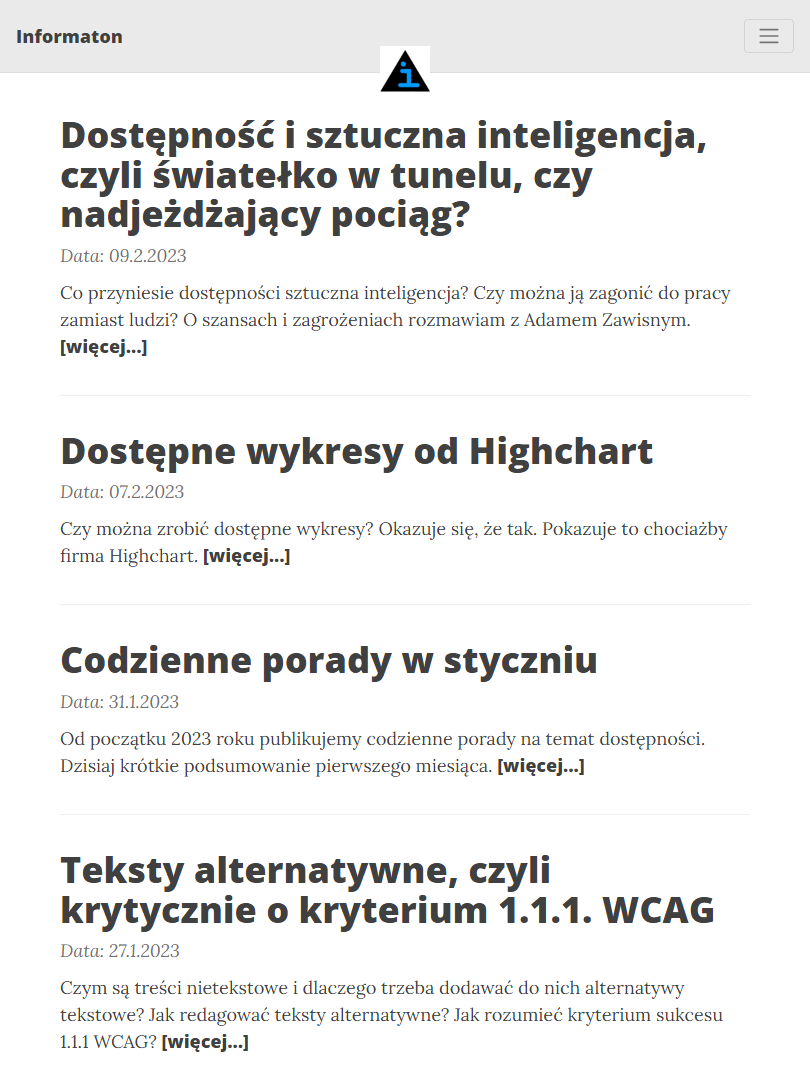 Informaton
i
Dostępność i sztuczna inteligencja,
czyli światełko w tunelu, czy
nadjeżdżający pociąg?
Data: 09.2.2023
Co przyniesie dostępności sztuczna inteligencja? Czy można ją zagonić do pracy
zamiast ludzi? O szansach i zagrożeniach rozmawiam z Adamem Zawisnym.
[więcej...]
Dostępne wykresy od Highchart
Data: 07.2.2023
Czy można zrobić dostępne wykresy? Okazuje się, że tak. Pokazuje to chociażby
firma Highchart. [więcej...]
Codzienne porady w styczniu
Data: 31.1.2023
Od początku 2023 roku publikujemy codzienne porady na temat dostępności.
Dzisiaj krótkie podsumowanie pierwszego miesiąca. [więcej...]
Teksty alternatywne, czyli
krytycznie o kryterium 1.1.1. WCAG
Data: 27.1.2023
Czym są treści nietekstowe i dlaczego trzeba dodawać do nich alternatywy
tekstowe? Jak redagować teksty alternatywne? Jak rozumieć kryterium sukcesu
1.1.1 WCAG? [więcej...]